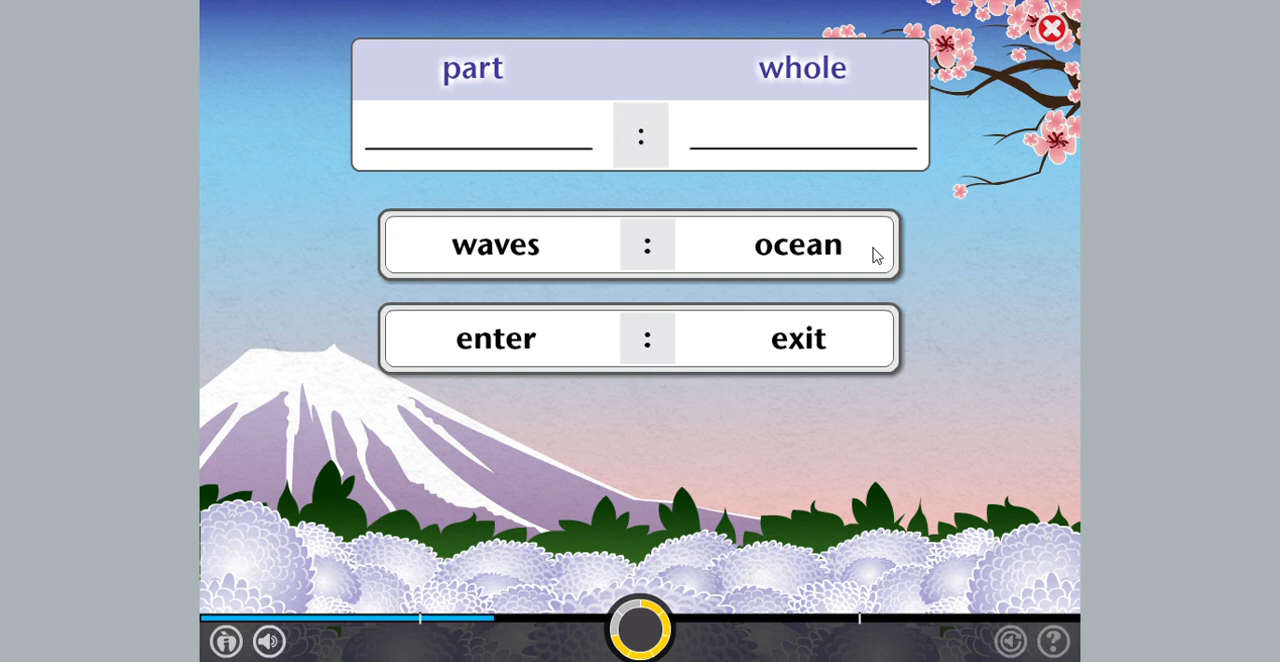 part whole
:
waves : ocean
enter : exit
?